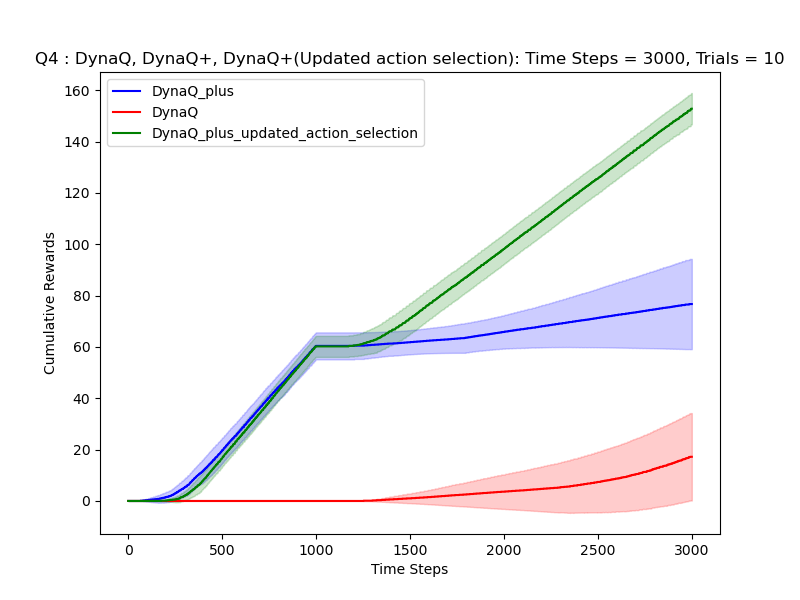 Q4 : DynaQ, DynaQ+, DynaQ+(Updated action selection): Time Steps = 3000, Trials = 10
DynaQ_plus
DynaQ
DynaQ_plus_updated_action_selection
Cumulative Rewards
160
140
120
100
80
60
40
20
0
0 500 1000 1500 2000 2500 3000
Time Steps